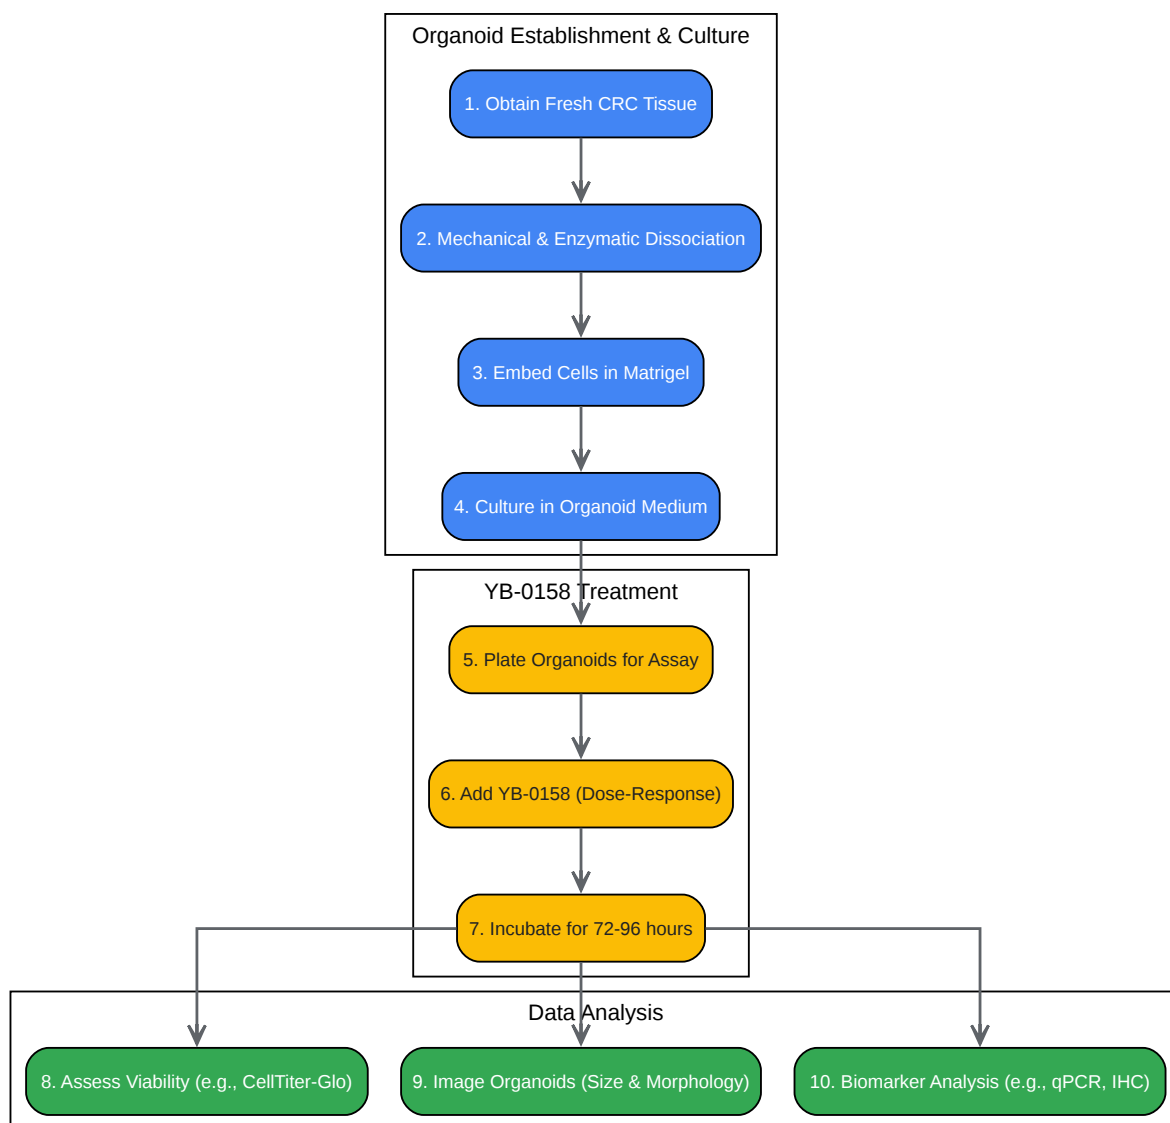 Organoid Establishment & Culture
1. Obtain Fresh CRC Tissue
2. Mechanical & Enzymatic Dissociation
3. Embed Cells in Matrigel
4. Culture in Organoid Medium
YB-0158 Treatment
5. Plate Organoids for Assay
6. Add YB-0158 (Dose-Response)
7. Incubate for 72-96 hours
Data Analysis
8. Assess Viability (e.g., CellTiter-Glo)
9. Image Organoids (Size & Morphology)
10. Biomarker Analysis (e.g., qPCR, IHC)